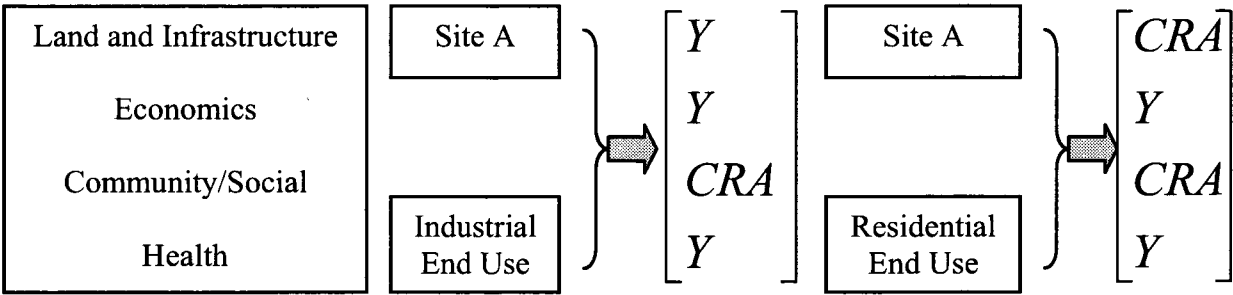 Land and Infrastructure
Economics
Community/Social
Health
Site A
Industrial
End Use
Y
Y
CRA
Y
Site A
Residential
End Use
CRA
Y
CRA
Y